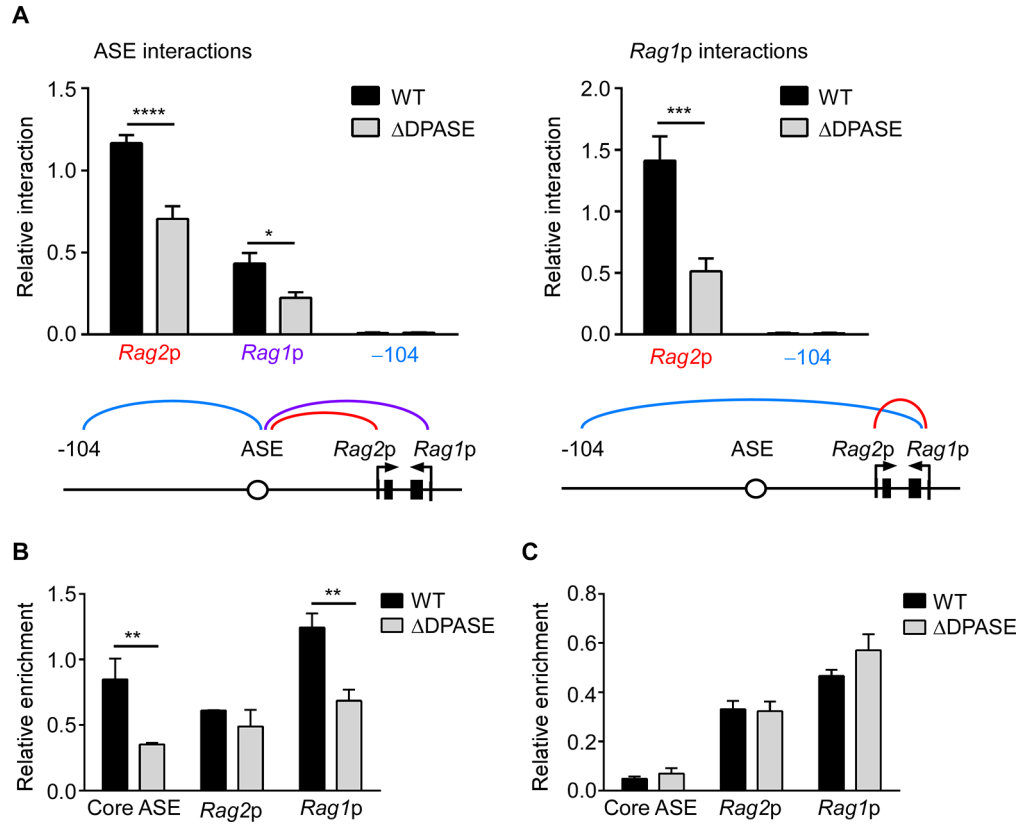 A
ASE interactions
Relative interaction
1.5
1.0
0.5
0.0
WT
ΔDPASE
****
*
Rag2p
Rag1p
–104
-104
ASE
Rag2p
Rag1p
Rag1p interactions
Relative interaction
2.0
1.5
1.0
0.5
0.0
WT
ΔDPASE
***
Rag2p
–104
-104
ASE
Rag2p
Rag1p
B
Relative enrichment
1.5
1.0
0.5
0.0
WT
ΔDPASE
**
**
Core ASE
Rag2p
Rag1p
C
Relative enrichment
0.8
0.6
0.4
0.2
0.0
WT
ΔDPASE
Core ASE
Rag2p
Rag1p